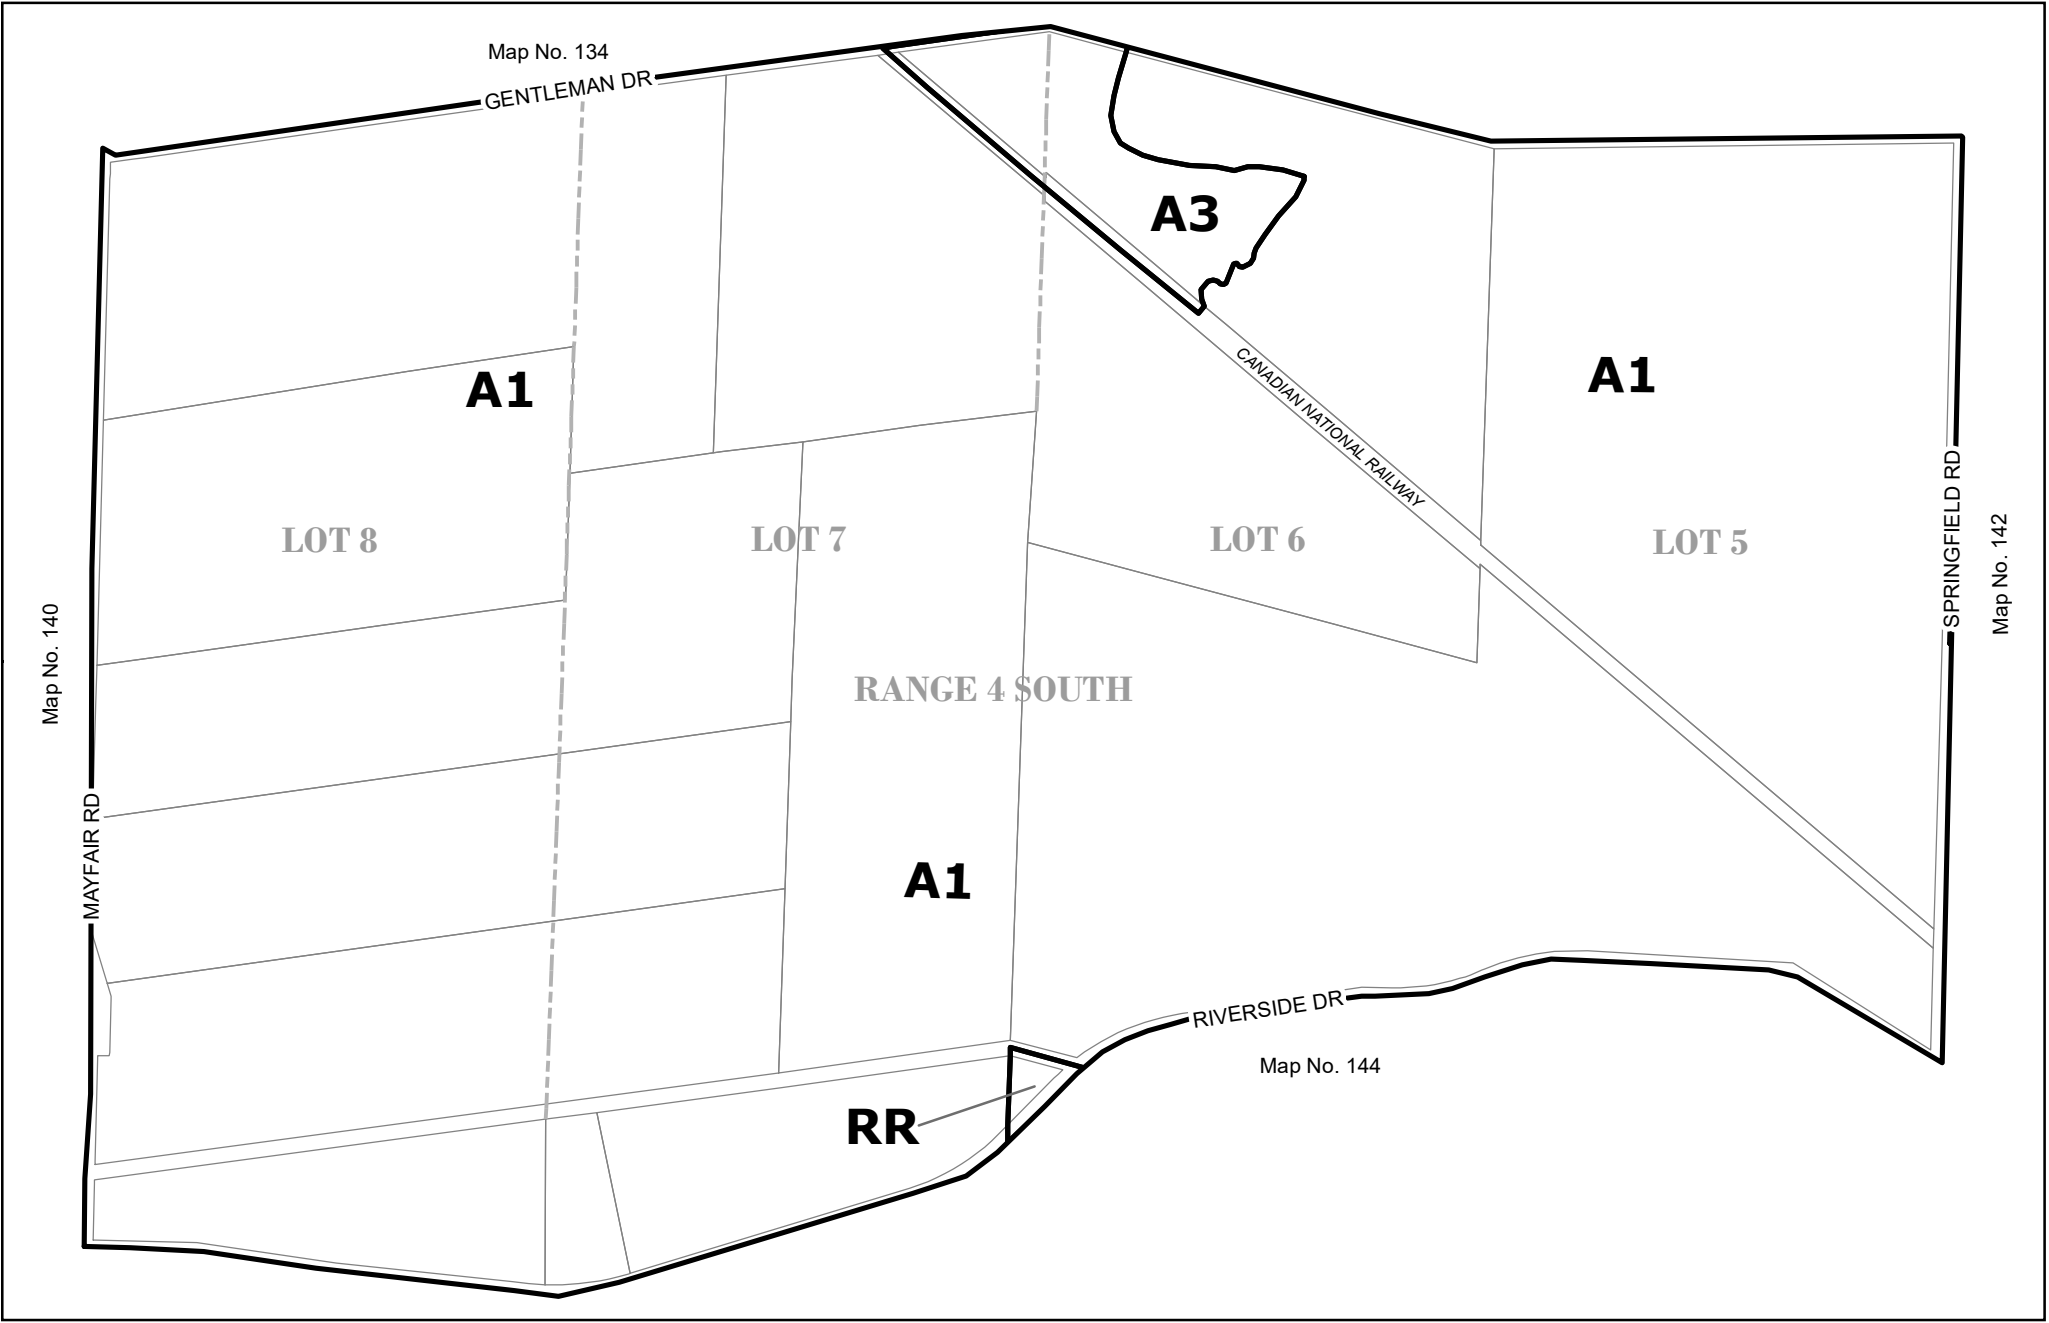 Map No. 134
GENTLEMAN DR
A3
CANADIAN NATIONAL RAILWAY
A1
A1
LOT 8
LOT 7
LOT 6
LOT 5
SPRINGFIELD RD
Map No. 142
Map No. 140
RANGE 4 SOUTH
MAYFAIR RD
A1
RIVERSIDE DR
Map No. 144
RR